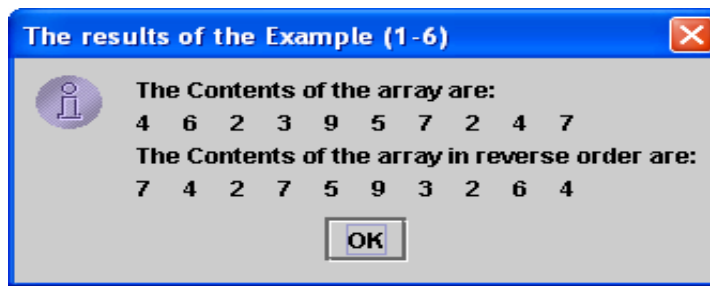 The results of the Example (1-6)
The Contents of the array are:
4 6 2 3 9 5 7 2 4 7
The Contents of the array in reverse order are:
7 4 2 7 5 9 3 2 6 4
OK